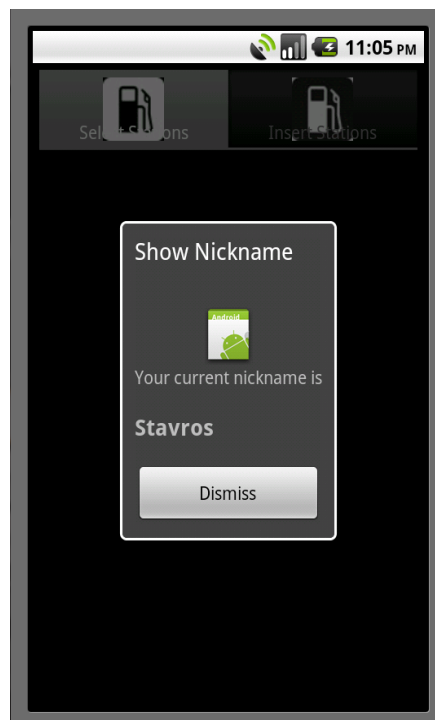 11:05 PM
Select Stations
Insert Stations
Show Nickname
Android
Your current nickname is
Stavros
Dismiss